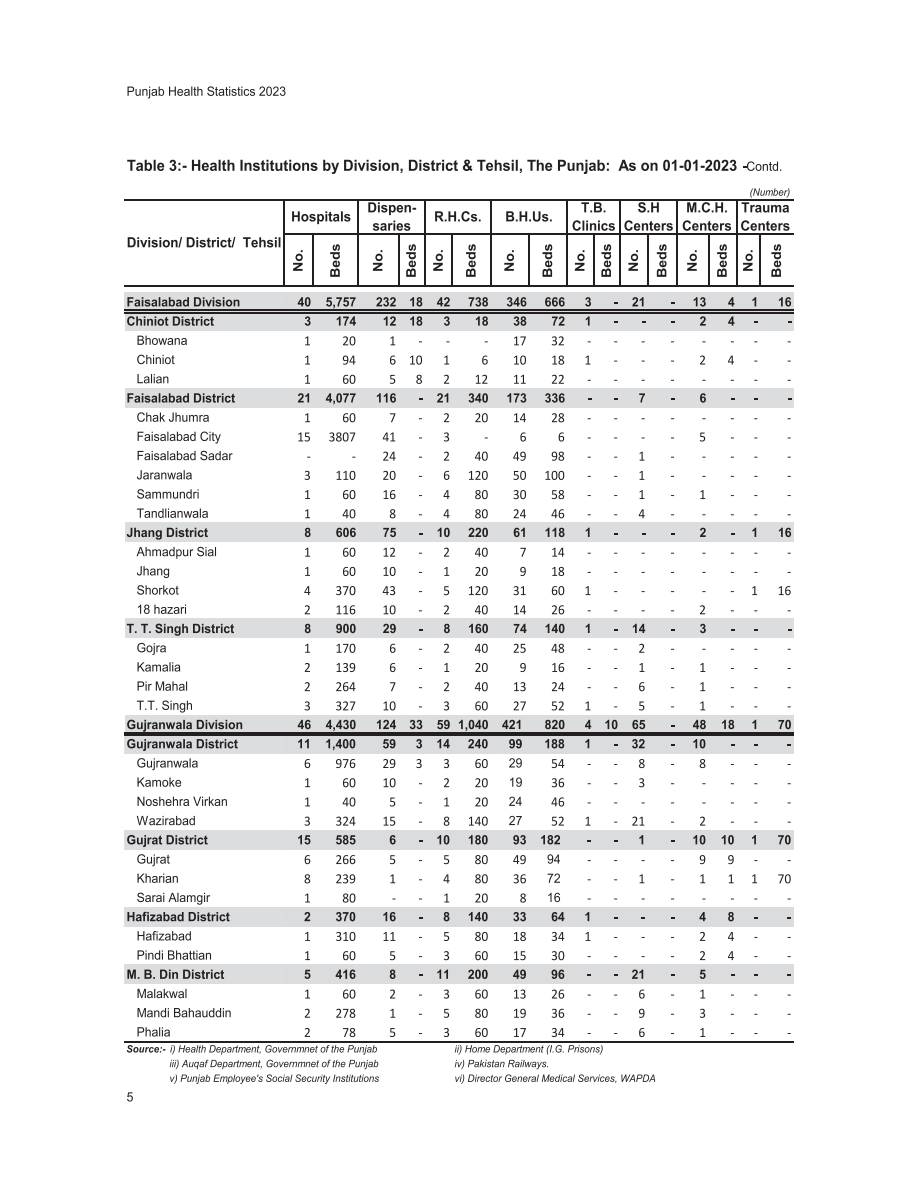 Punjab Health Statistics 2023
Table 3:- Health Institutions by Division, District & Tehsil, The Punjab: As on 01-01-2023 -Contd.
(Number)
Division/ District/ Tehsil Hospitals Dispen- saries R.H.Cs. B.H.Us. T.B. Clinics S.H Centers M.C.H. Centers Trauma Centers
No. Beds No. Beds No. Beds No. Beds No. Beds No. Beds No. Beds No. Beds
Faisalabad Division 40 5,757 232 18 42 738 346 666 3 - 21 - 13 4 1 16
Chiniot District 3 174 12 18 3 18 38 72 1 - - - 2 4 - -
Bhowana 1 20 1 - - - 17 32 - - - - - - - -
Chiniot 1 94 6 10 1 6 10 18 1 - - - 2 4 - -
Lalian 1 60 5 8 2 12 11 22 - - - - - - - -
Faisalabad District 21 4,077 116 - 21 340 173 336 - - 7 - 6 - - -
Chak Jhumra 1 60 7 - 2 20 14 28 - - - - - - - -
Faisalabad City 15 3807 41 - 3 - 6 6 - - - - 5 - - -
Faisalabad Sadar - - 24 - 2 40 49 98 - - 1 - - - - -
Jaranwala 3 110 20 - 6 120 50 100 - - 1 - - - - -
Sammundri 1 60 16 - 4 80 30 58 - - 1 - 1 - - -
Tandlianwala 1 40 8 - 4 80 24 46 - - 4 - - - - -
Jhang District 8 606 75 - 10 220 61 118 1 - - - 2 - 1 16
Ahmadpur Sial 1 60 12 - 2 40 7 14 - - - - - - - -
Jhang 1 60 10 - 1 20 9 18 - - - - - - - -
Shorkot 4 370 43 - 5 120 31 60 1 - - - - - 1 16
18 hazari 2 116 10 - 2 40 14 26 - - - - 2 - - -
T. T. Singh District 8 900 29 - 8 160 74 140 1 - 14 - 3 - - -
Gojra 1 170 6 - 2 40 25 48 - - 2 - - - - -
Kamalia 2 139 6 - 1 20 9 16 - - 1 - 1 - - -
Pir Mahal 2 264 7 - 2 40 13 24 - - 6 - 1 - - -
T.T. Singh 3 327 10 - 3 60 27 52 1 - 5 - 1 - - -
Gujranwala Division 46 4,430 124 33 59 1,040 421 820 4 10 65 - 48 18 1 70
Gujranwala District 11 1,400 59 3 14 240 99 188 1 - 32 - 10 - - -
Gujranwala 6 976 29 3 3 60 29 54 - - 8 - 8 - - -
Kamoke 1 60 10 - 2 20 19 36 - - 3 - - - - -
Noshehra Virkan 1 40 5 - 1 20 24 46 - - - - - - - -
Wazirabad 3 324 15 - 8 140 27 52 1 - 21 - 2 - - -
Gujrat District 15 585 6 - 10 180 93 182 - - 1 - 10 10 1 70
Gujrat 6 266 5 - 5 80 49 94 - - - - 9 9 - -
Kharian 8 239 1 - 4 80 36 72 - - 1 - 1 1 1 70
Sarai Alamgir 1 80 - - 1 20 8 16 - - - - - - - -
Hafizabad District 2 370 16 - 8 140 33 64 1 - - - 4 8 - -
Hafizabad 1 310 11 - 5 80 18 34 1 - - - 2 4 - -
Pindi Bhattian 1 60 5 - 3 60 15 30 - - - - 2 4 - -
M. B. Din District 5 416 8 - 11 200 49 96 - - 21 - 5 - - -
Malakwal 1 60 2 - 3 60 13 26 - - 6 - 1 - - -
Mandi Bahauddin 2 278 1 - 5 80 19 36 - - 9 - 3 - - -
Phalia 2 78 5 - 3 60 17 34 - - 6 - 1 - - -
Source:- i) Health Department, Governmnet of the Punjab ii) Home Department (I.G. Prisons)
iii) Auqaf Department, Governmnet of the Punjab iv) Pakistan Railways.
v) Punjab Employee's Social Security Institutions vi) Director General Medical Services, WAPDA
5